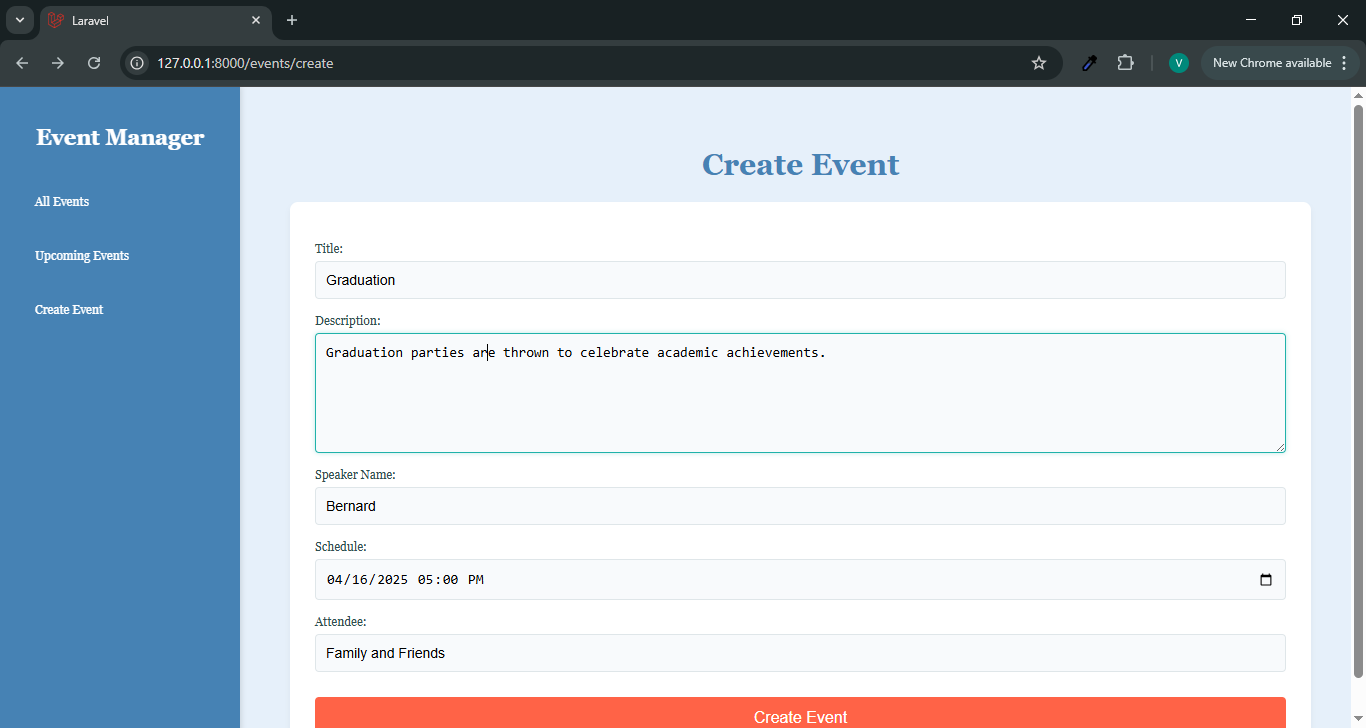 Laravel
127.0.0.1:8000/events/create
V
New Chrome available
Event Manager
All Events
Upcoming Events
Create Event
Create Event
Title:
Graduation
Description:
Graduation parties are thrown to celebrate academic achievements.
Speaker Name:
Bernard
Schedule:
04/16/2025 05:00 PM
Attendee:
Family and Friends
Create Event